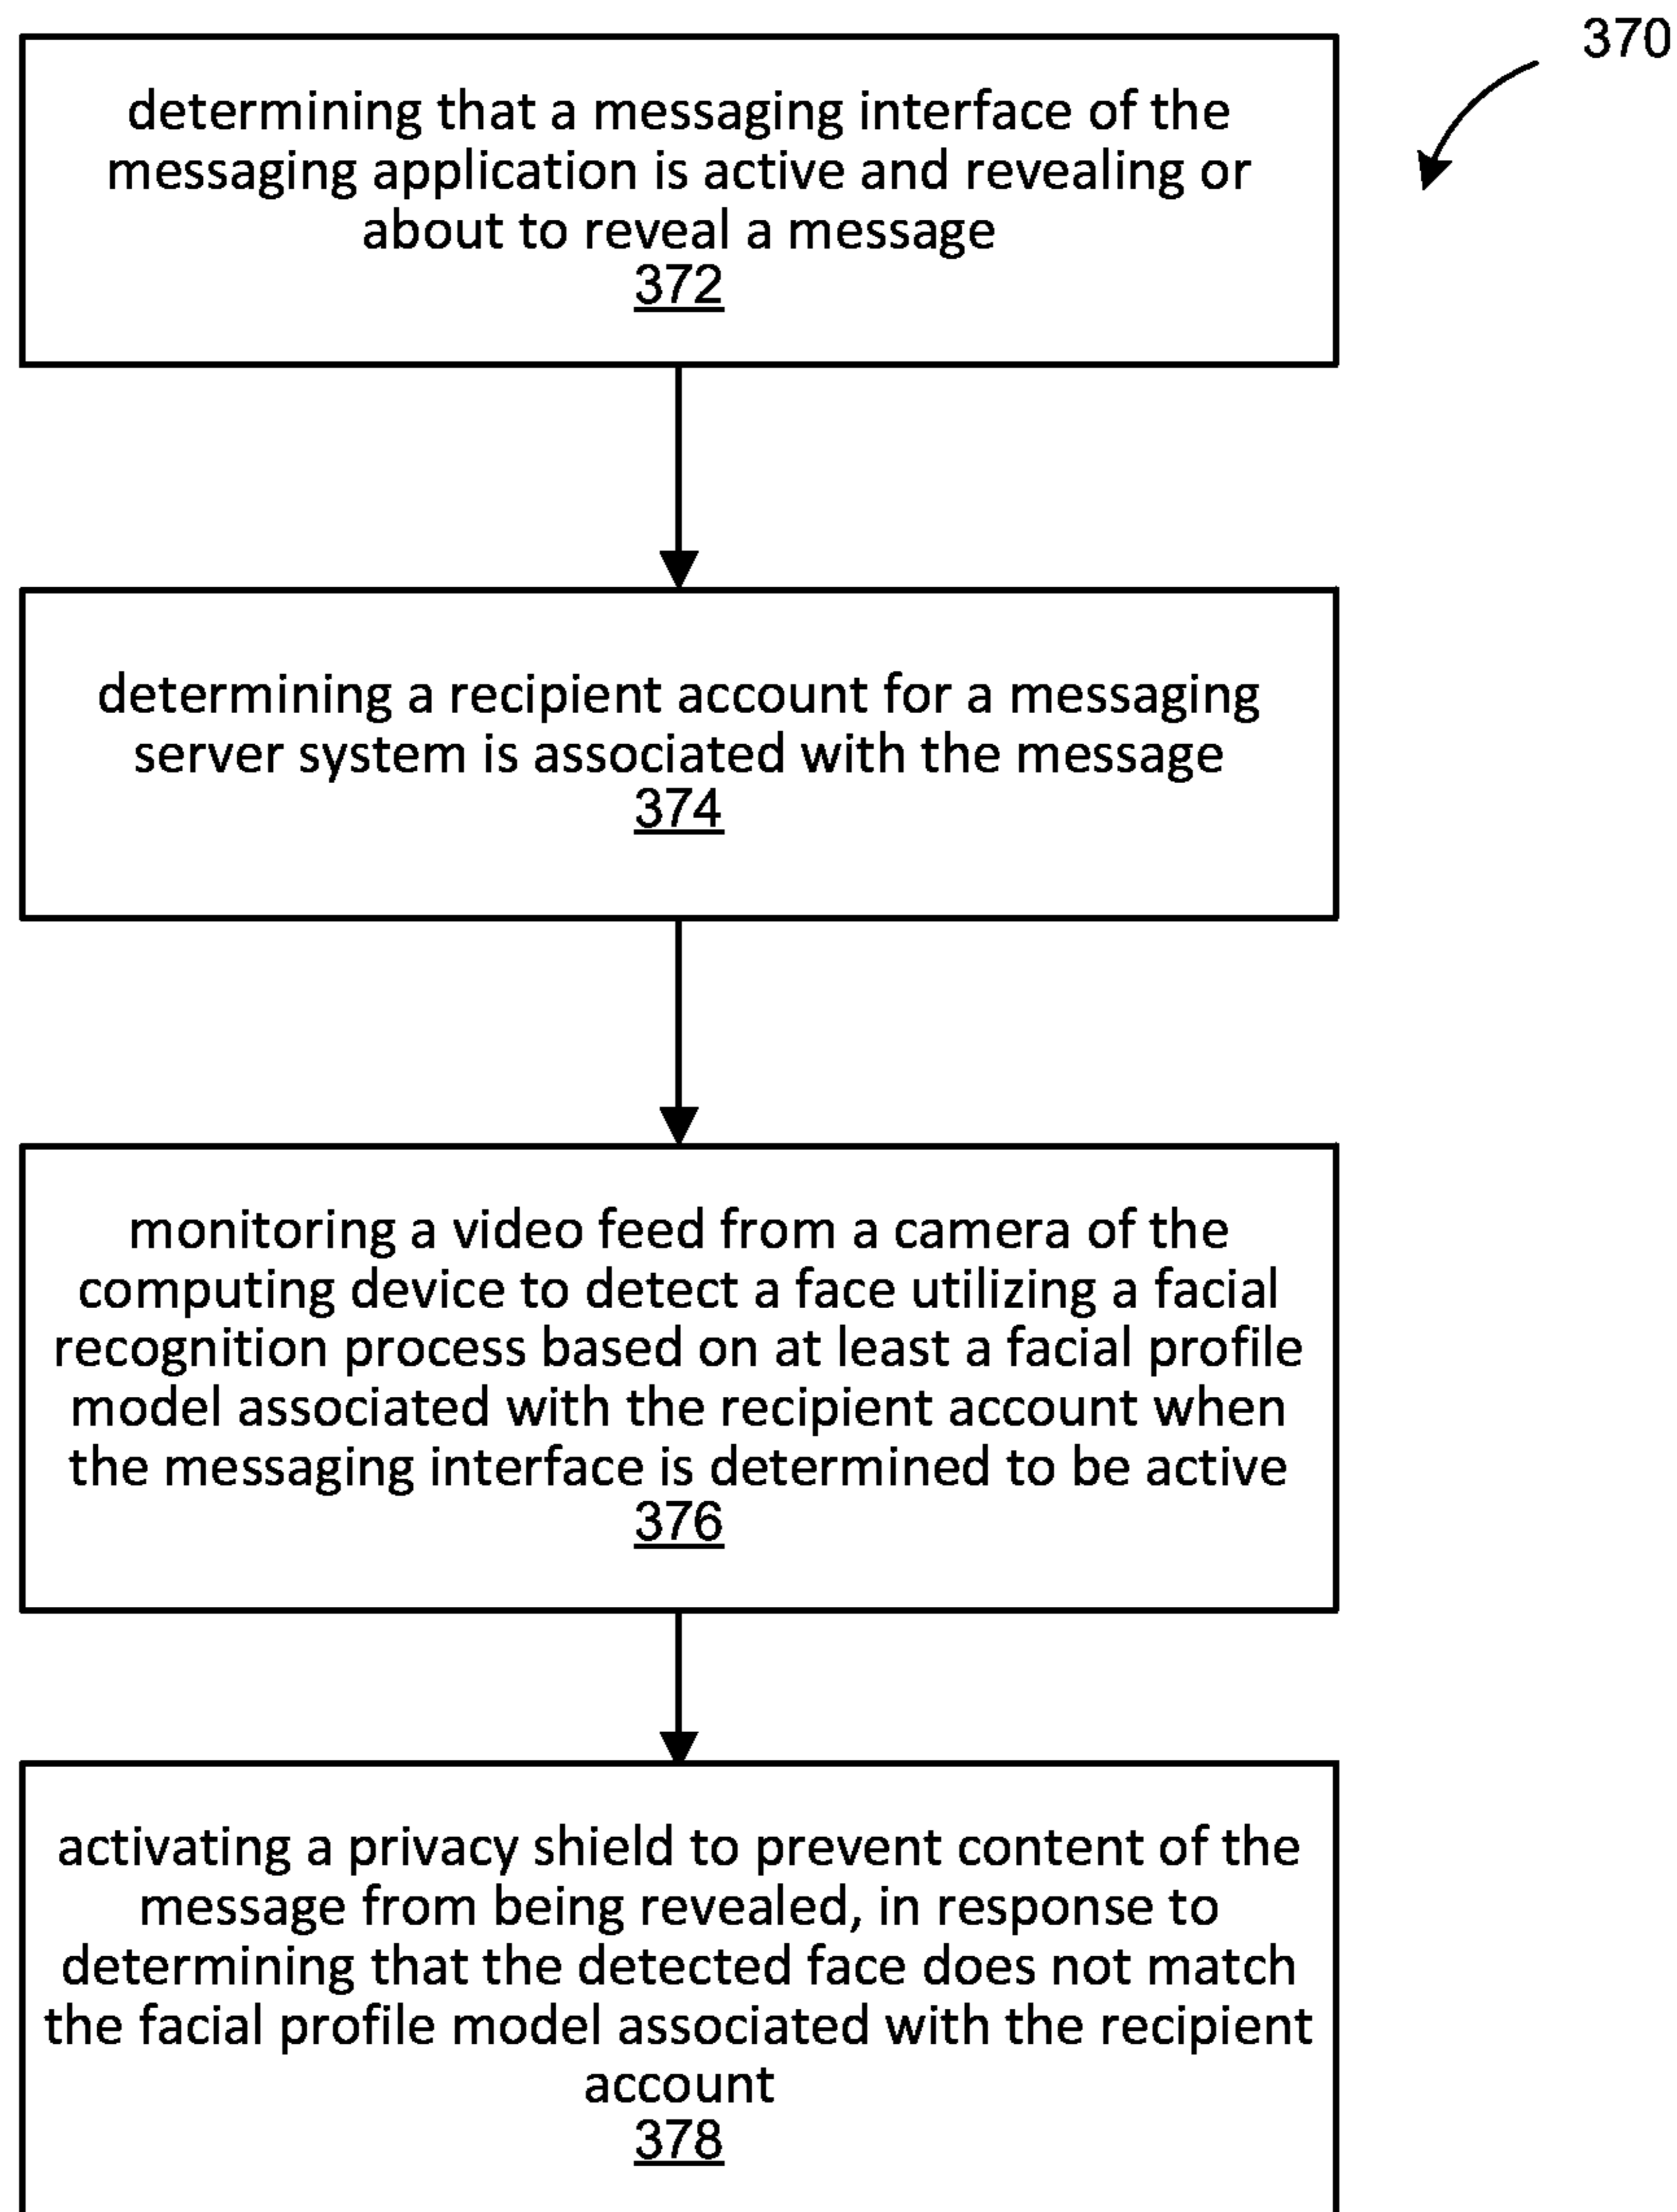 370
determining that a messaging interface of the
messaging application is active and revealing or
about to reveal a message
372
determining a recipient account for a messaging
server system is associated with the message
374
monitoring a video feed from a camera of the
computing device to detect a face utilizing a facial
recognition process based on at least a facial profile
model associated with the recipient account when
the messaging interface is determined to be active
376
activating a privacy shield to prevent content of the
message from being revealed, in response to
determining that the detected face does not match
the facial profile model associated with the recipient
account
378